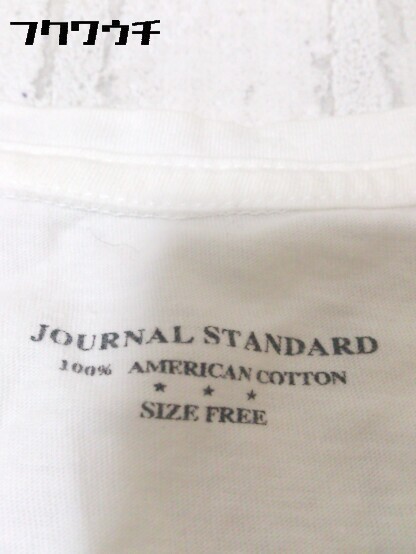 フクワウチ
JOURNAL STANDARD
100% AMERICAN COTTON
★ ★ ★
SIZE FREE